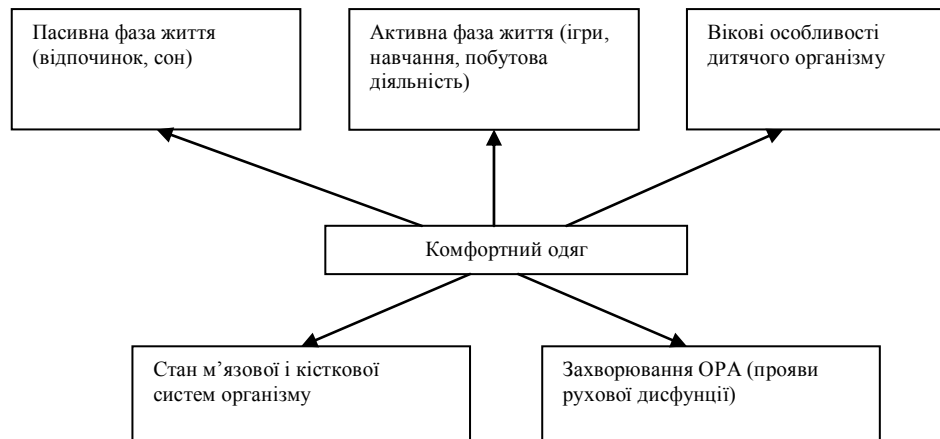 Пасивна фаза життя
(відпочинок, сон)
Активна фаза життя (ігри,
навчання, побутова
діяльність)
Вікові особливості
дитячого організму
Комфортний одяг
Стан м’язової і кісткової
систем організму
Захворювання ОРА (прояви
рухової дисфунції)